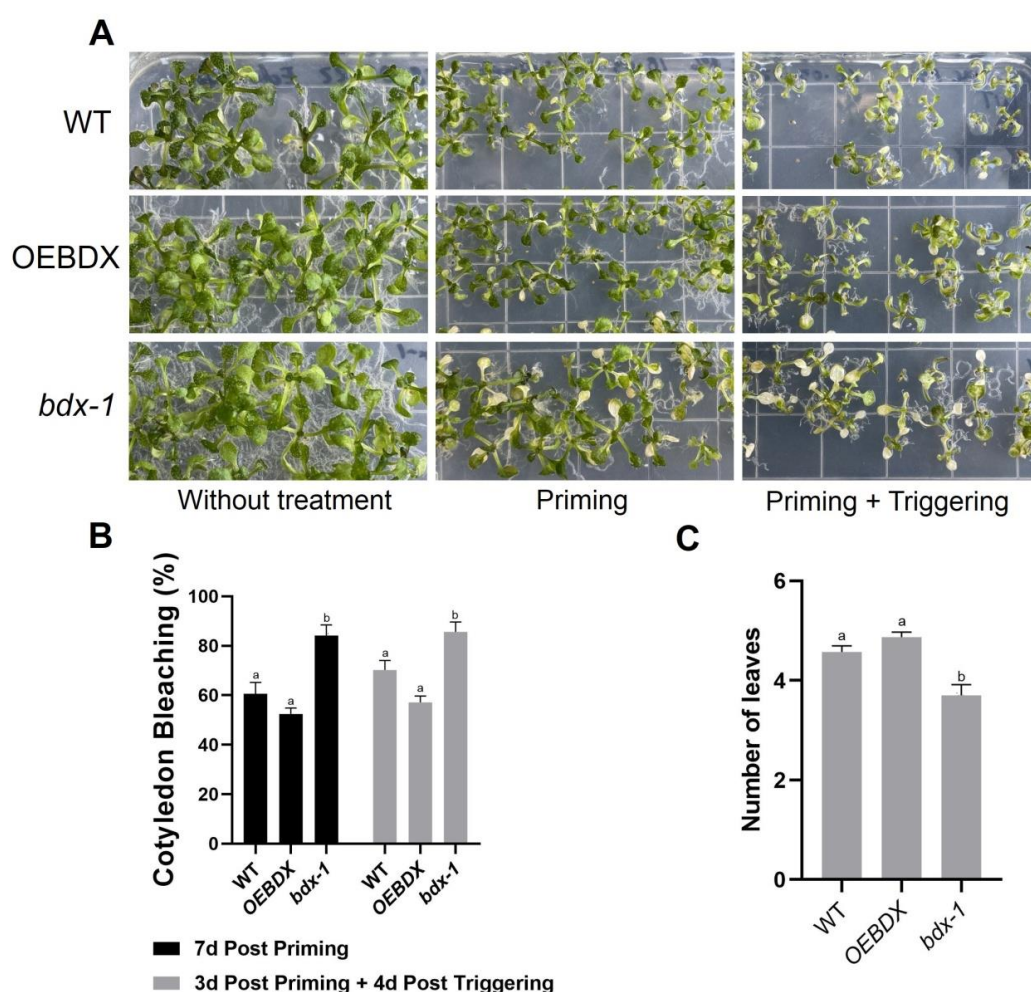 A
WT
OEBDX
bdx-1
Without treatment
Priming
Priming + Triggering
B
Cotyledon Bleaching (%)
100
80
60
40
20
0
a
a
b
a
a
b
WT
OEBDX
bdx-1
WT
OEBDX
bdx-1
7d Post Priming
3d Post Priming + 4d Post Triggering
C
Number of leaves
6
4
2
0
a
a
b
WT
OEBDX
bdx-1